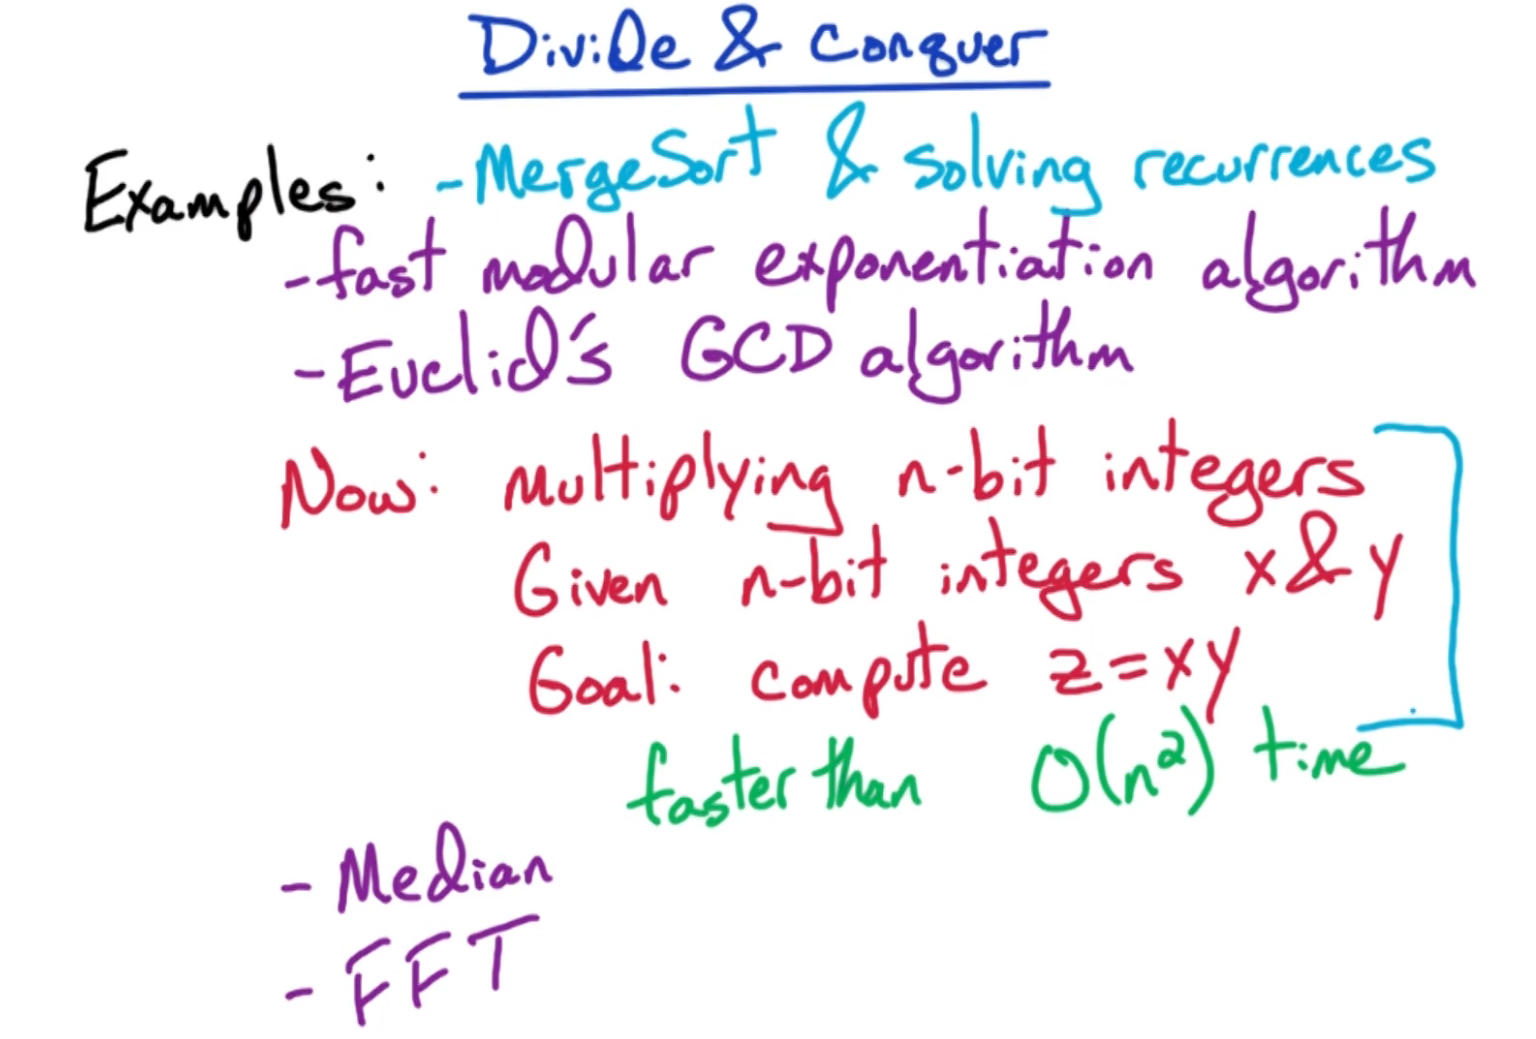 Divide & Conquer
Examples: - MergeSort & solving recurrences
- fast modular exponentiation algorithm
- Euclid's GCD algorithm
Now: multiplying n-bit integers
Given n-bit integers x & y
Goal: compute z = xy
faster than O(n²) time
- Median
- FFT